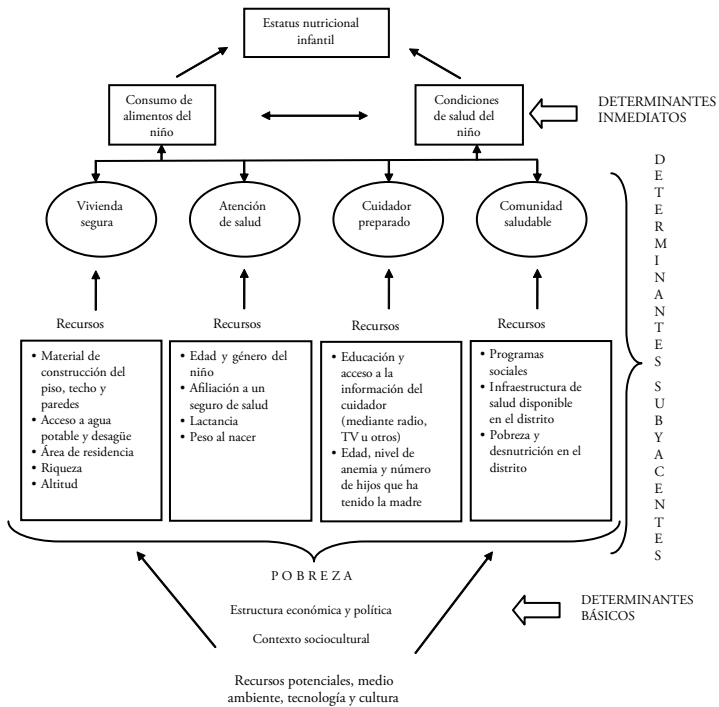 Estatus nutricional
infantil
Consumo de
alimentos del
niño
Condiciones
de salud del
niño
DETERMINANTES
INMEDIATOS
Vivienda
segura
Atención
de salud
Cuidador
preparado
Comunidad
saludable
Recursos
Recursos
Recursos
Recursos
• Material de
construcción del
piso, techo y
paredes
• Acceso a agua
potable y desagüe
• Área de residencia
• Riqueza
• Altitud
• Edad y género del
niño
• Afiliación a un
seguro de salud
• Lactancia
• Peso al nacer
• Educación y
acceso a la
información del
cuidador
(mediante radio,
TV u otros)
• Edad, nivel de
anemia y número
de hijos que ha
tenido la madre
• Programas
sociales
• Infraestructura de
salud disponible
en el distrito
• Pobreza y
desnutrición en el
distrito
DETERMINANTES SUBYACENTES
POBREZA
Estructura económica y política
Contexto sociocultural
Recursos potenciales, medio
ambiente, tecnología y cultura
DETERMINANTES
BÁSICOS